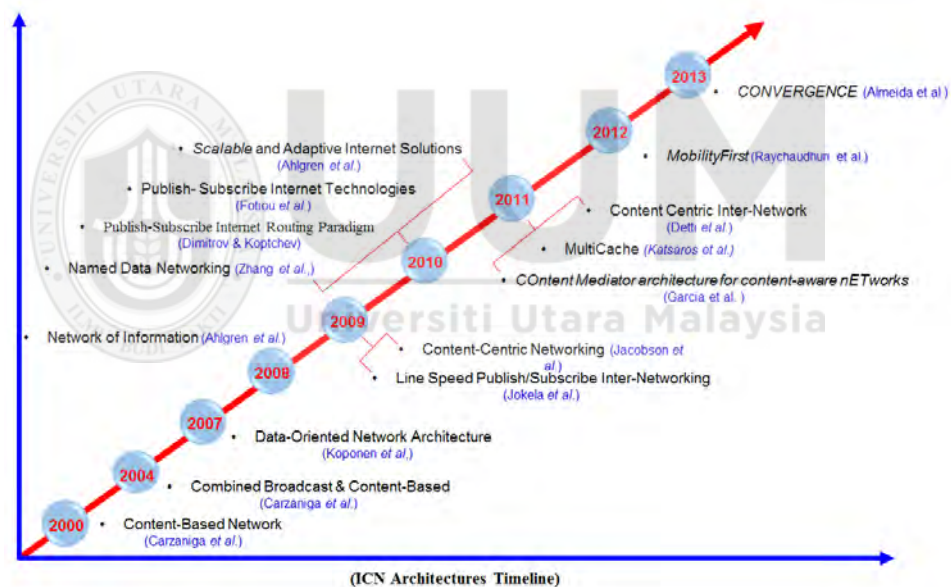 2013
• CONVERGENCE (Almeida et al)
2012
• MobilityFirst (Raychaudhun et al.)
• Scalable and Adaptive Internet Solutions
(Ahlgren et al.)
2011
• Publish- Subscribe Internet Technologies
(Fotiou et al.)
• Content Centric Inter-Network
(Detti et al.)
• Publish-Subscribe Internet Routing Paradigm
(Dimitrov & Koptchev)
• MultiCache (Katsaros et al.)
2010
• Named Data Networking (Zhang et al.,)
• COntent Mediator architecture for content-aware nETworks
(Garcia et al. )
2009
• Network of Information (Ahlgren et al.)
• Content-Centric Networking (Jacobson et
al.)
• Line Speed Publish/Subscribe Inter-Networking
(Jokela et al.)
2008
2007
• Data-Oriented Network Architecture
(Koponen et al,)
2004
• Combined Broadcast & Content-Based
(Carzaniga et al.)
2000
• Content-Based Network
(Carzaniga et al.)
(ICN Architectures Timeline)
UUM
Universiti Utara Malaysia
UNIVERSITI UTARA